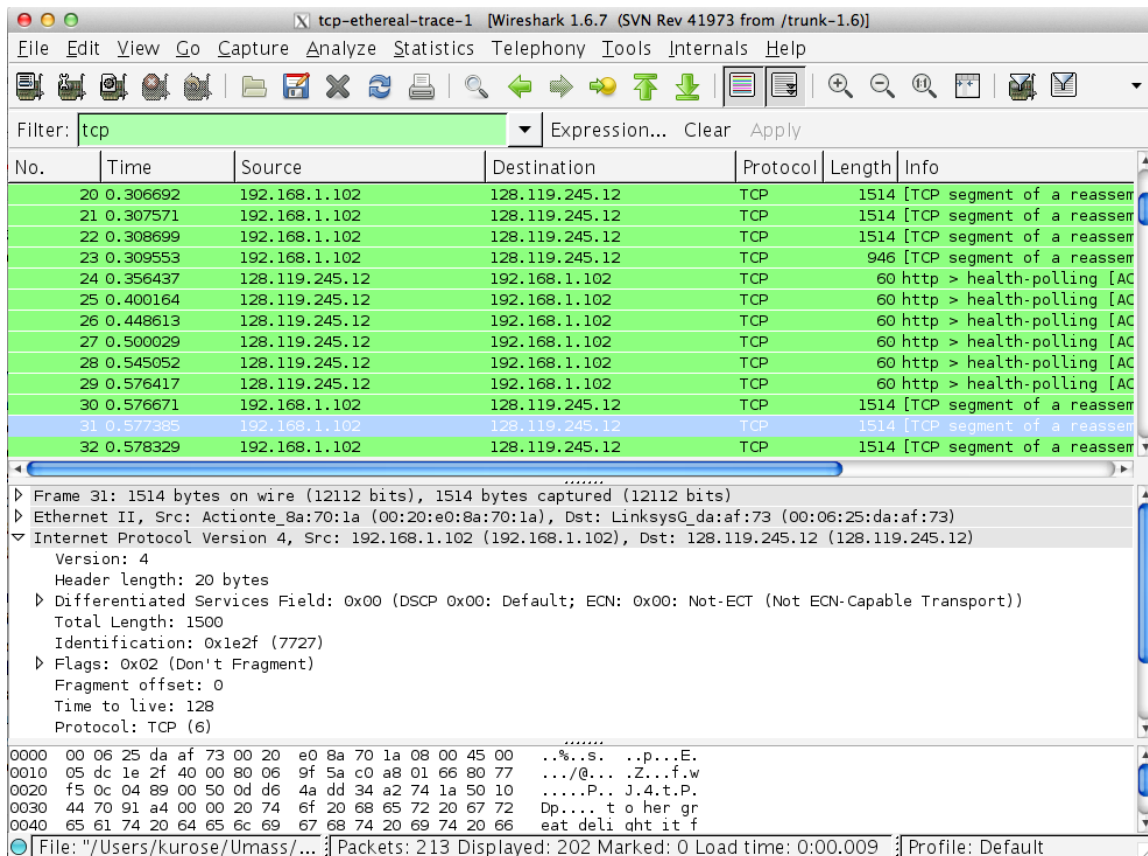 tcp-ethereal-trace-1 [Wireshark 1.6.7 (SVN Rev 41973 from /trunk-1.6)]
File Edit View Go Capture Analyze Statistics Telephony Tools Internals Help
Filter: tcp Expression... Clear Apply
No. Time Source Destination Protocol Length Info
20 0.306692 192.168.1.102 128.119.245.12 TCP 1514 [TCP segment of a reassem
21 0.307571 192.168.1.102 128.119.245.12 TCP 1514 [TCP segment of a reassem
22 0.308699 192.168.1.102 128.119.245.12 TCP 1514 [TCP segment of a reassem
23 0.309553 192.168.1.102 128.119.245.12 TCP 946 [TCP segment of a reassem
24 0.356437 128.119.245.12 192.168.1.102 TCP 60 http > health-polling [AC
25 0.400164 128.119.245.12 192.168.1.102 TCP 60 http > health-polling [AC
26 0.448613 128.119.245.12 192.168.1.102 TCP 60 http > health-polling [AC
27 0.500029 128.119.245.12 192.168.1.102 TCP 60 http > health-polling [AC
28 0.545052 128.119.245.12 192.168.1.102 TCP 60 http > health-polling [AC
29 0.576417 128.119.245.12 192.168.1.102 TCP 60 http > health-polling [AC
30 0.576671 192.168.1.102 128.119.245.12 TCP 1514 [TCP segment of a reassem
31 0.577385 192.168.1.102 128.119.245.12 TCP 1514 [TCP segment of a reassem
32 0.578329 192.168.1.102 128.119.245.12 TCP 1514 [TCP segment of a reassem
Frame 31: 1514 bytes on wire (12112 bits), 1514 bytes captured (12112 bits)
Ethernet II, Src: Actionte_8a:70:1a (00:20:e0:8a:70:1a), Dst: LinksysG_da:af:73 (00:06:25:da:af:73)
Internet Protocol Version 4, Src: 192.168.1.102 (192.168.1.102), Dst: 128.119.245.12 (128.119.245.12)
Version: 4
Header length: 20 bytes
Differentiated Services Field: 0x00 (DSCP 0x00: Default; ECN: 0x00: Not-ECT (Not ECN-Capable Transport))
Total Length: 1500
Identification: 0x1e2f (7727)
Flags: 0x02 (Don't Fragment)
Fragment offset: 0
Time to live: 128
Protocol: TCP (6)
0000 00 06 25 da af 73 00 20 e0 8a 70 1a 08 00 45 00 ..%..s. ..p...E.
0010 05 dc 1e 2f 40 00 80 06 9f 5a c0 a8 01 66 80 77 .../@... .Z...f.w
0020 f5 0c 04 89 00 50 0d d6 4a dd 34 a2 74 1a 50 10 .....P.. J.4.t.P.
0030 44 70 91 a4 00 00 20 74 6f 20 68 65 72 20 67 72 Dp.... t o her gr
0040 65 61 74 20 64 65 6c 69 67 68 74 20 69 74 20 66 eat deli ght it f
File: "/Users/kurose/Umass/... Packets: 213 Displayed: 202 Marked: 0 Load time: 0:00.009 Profile: Default